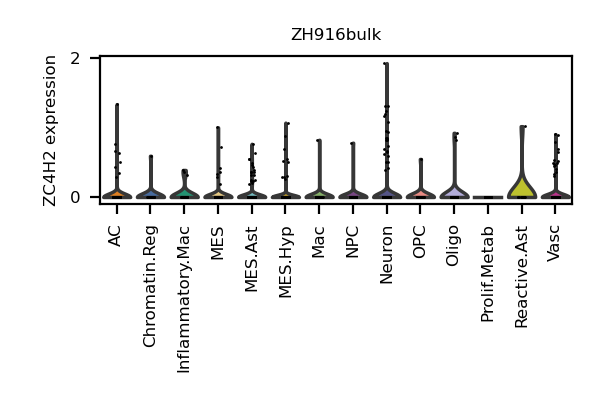 ZH916bulk
ZC4H2 expression
2
0
AC
Chromatin.Reg
Inflammatory.Mac
MES
MES.Ast
MES.Hyp
Mac
NPC
Neuron
OPC
Oligo
Prolif.Metab
Reactive.Ast
Vasc